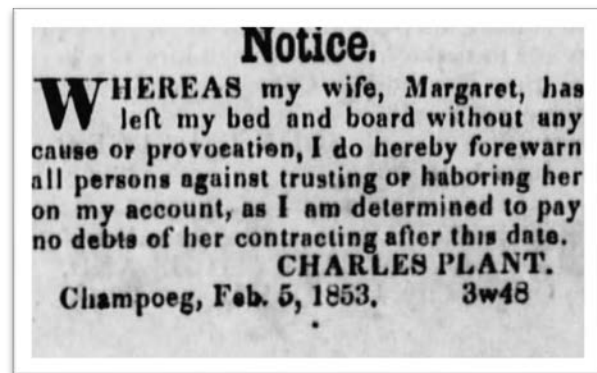 Notice.
WHEREAS my wife, Margaret, has
left my bed and board without any
cause or provocation, I do hereby forewarn
all persons against trusting or haboring her
on my account, as I am determined to pay
no debts of her contracting after this date.
CHARLES PLANT.
Champoeg, Feb. 5, 1853. 3w48